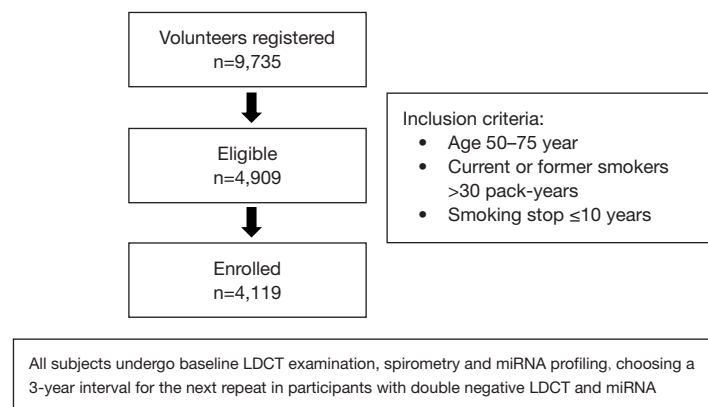 Volunteers registered
n=9,735
Eligible
n=4,909
Enrolled
n=4,119
Inclusion criteria:
• Age 50–75 year
• Current or former smokers
>30 pack-years
• Smoking stop ≤10 years
All subjects undergo baseline LDCT examination, spirometry and miRNA profiling, choosing a
3-year interval for the next repeat in participants with double negative LDCT and miRNA